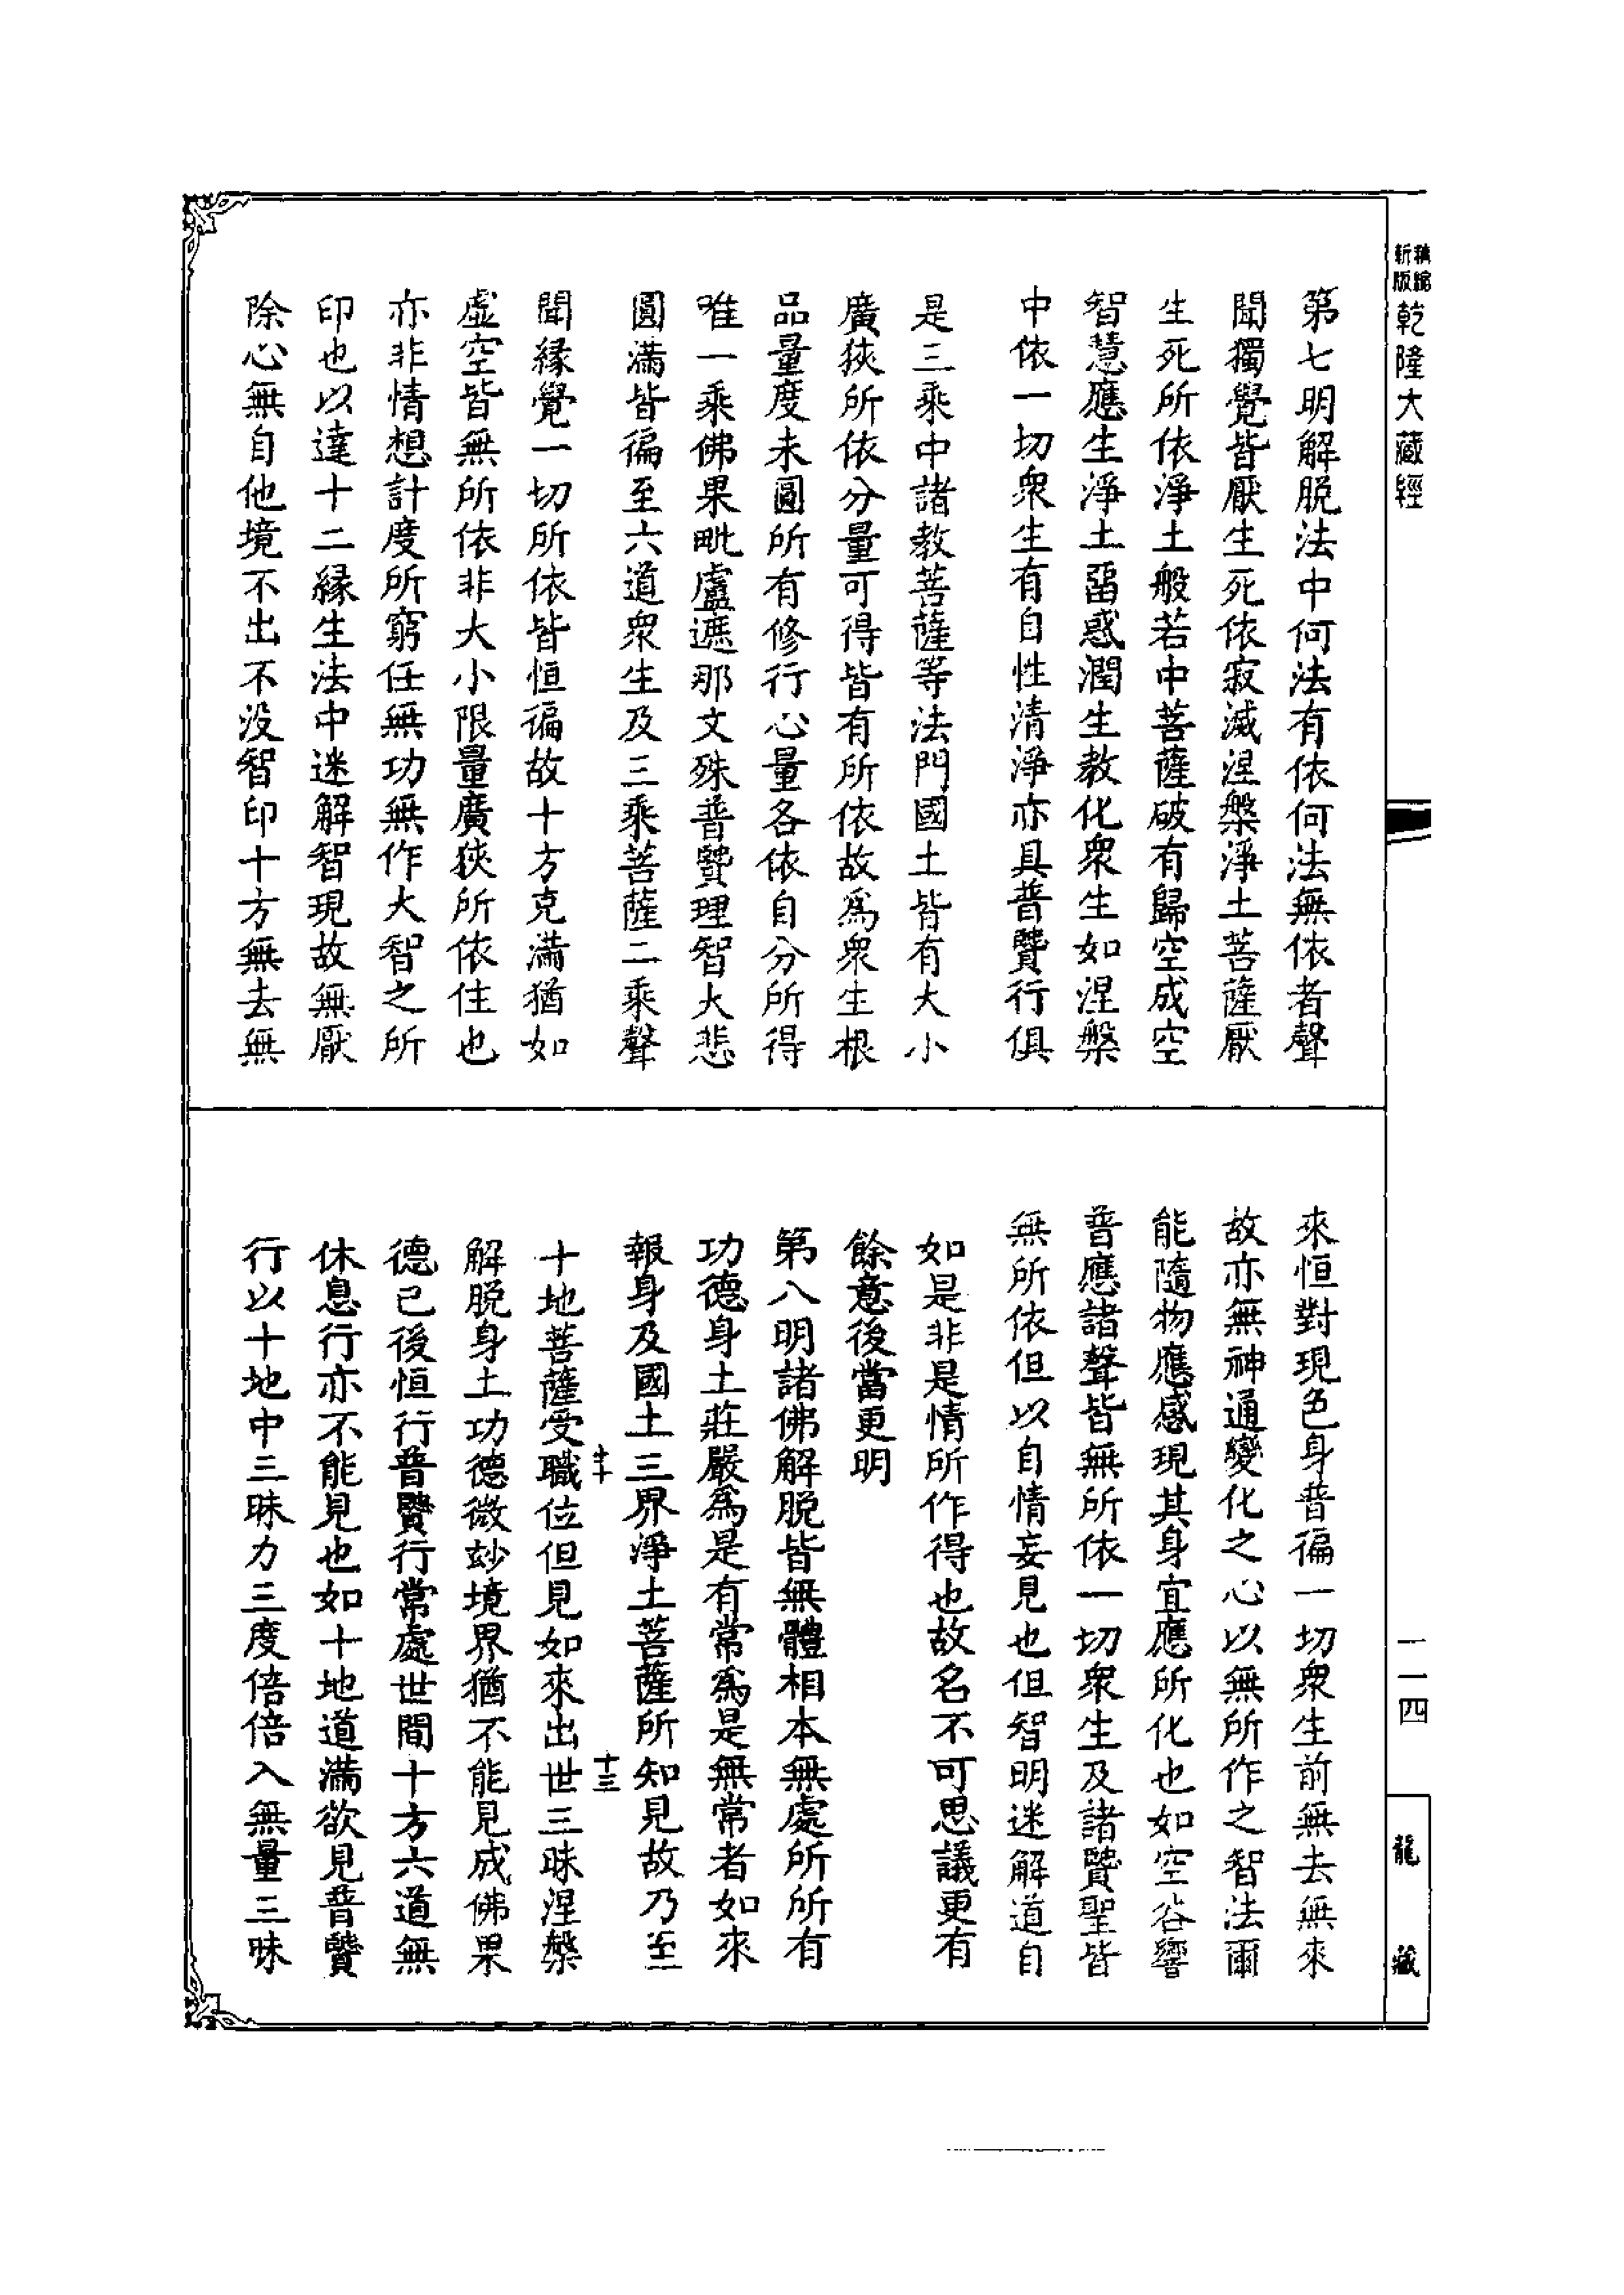 新版
乾隆大藏經
一一四
龍藏
第七明解脫法中何法有依何法無依者聲
聞獨覺皆厭生死依寂滅涅槃淨土菩薩厭
生死所依淨土般若中菩薩破有歸空成空
智慧應生淨土畱惑潤生教化衆生如涅槃
中依一切衆生有自性清淨亦具普賢行俱
是三乘中諸教菩薩等法門國土皆有大小
廣狹所依分量可得皆有所依故爲衆生根
品量度未圓所有修行心量各依自分所得
唯一乘佛果毗盧遮那文殊普賢理智大悲
圓滿皆徧至六道衆生及三乘菩薩二乘聲
聞緣覺一切所依皆恒徧故十方克滿猶如
虛空皆無所依非大小限量廣狹所依住也
亦非情想計度所窮任無功無作大智之所
印也以達十二緣生法中迷解智現故無厭
除心無自他境不出不没智印十方無去無
來恒對現色身普徧一切衆生前無去無來
故亦無神通變化之心以無所作之智法爾
能隨物應感現其身宜應所化也如空谷響
普應諸聲皆無所依一切衆生及諸賢聖皆
無所依但以自情妄見也但智明迷解道自
如是非是情所作得也故名不可思議更有
餘意後當更明
第八明諸佛解脫皆無體相本無處所所有
功德身土莊嚴爲是有常爲是無常者如來
報身及國土三界淨土菩薩所知見故乃至
十三
十地菩薩受職位但見如來出世三昧涅槃
解脫身土功德微妙境界猶不能見成佛果
德已後恒行普賢行常處世間十方六道無
休息行亦不能見也如十地道滿欲見普賢
行以十地中三昧力三度倍倍入無量三昧